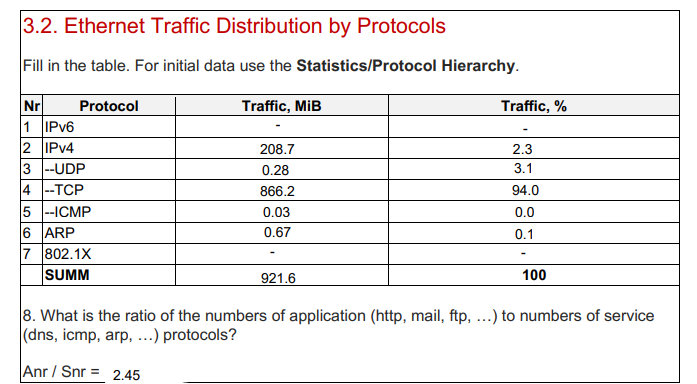 3.2. Ethernet Traffic Distribution by Protocols
Fill in the table. For initial data use the Statistics/Protocol Hierarchy.
Nr Protocol Traffic, MiB Traffic, %
1 IPv6 - -
2 IPv4 208.7 2.3
3 --UDP 0.28 3.1
4 --TCP 866.2 94.0
5 --ICMP 0.03 0.0
6 ARP 0.67 0.1
7 802.1X - -
SUMM 921.6 100
8. What is the ratio of the numbers of application (http, mail, ftp, …) to numbers of service
(dns, icmp, arp, …) protocols?
Anr / Snr = 2.45